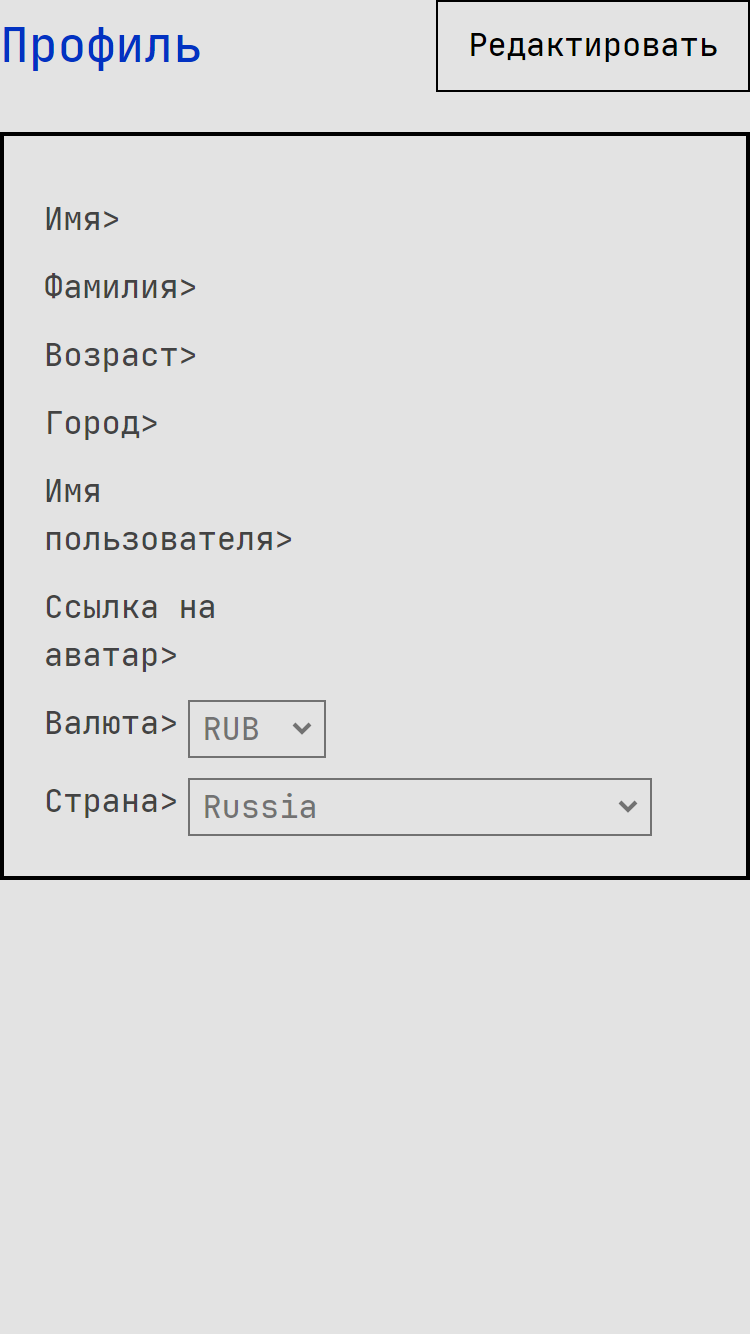 Профиль
Редактировать
Имя>
Фамилия>
Возраст>
Город>
Имя
пользователя>
Ссылка на
аватар>
Валюта> RUB
Страна> Russia